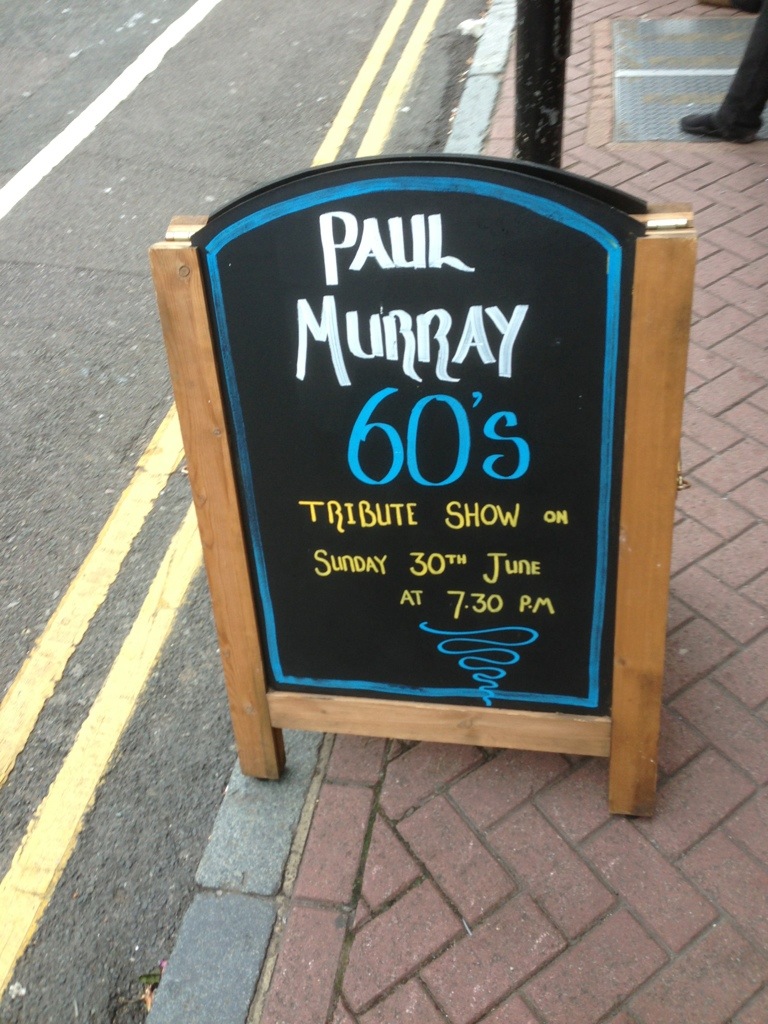 PAUL
MURRAY
60's
TRIBUTE SHOW ON
SUNDAY 30TH JUNE
AT 7.30 P.M